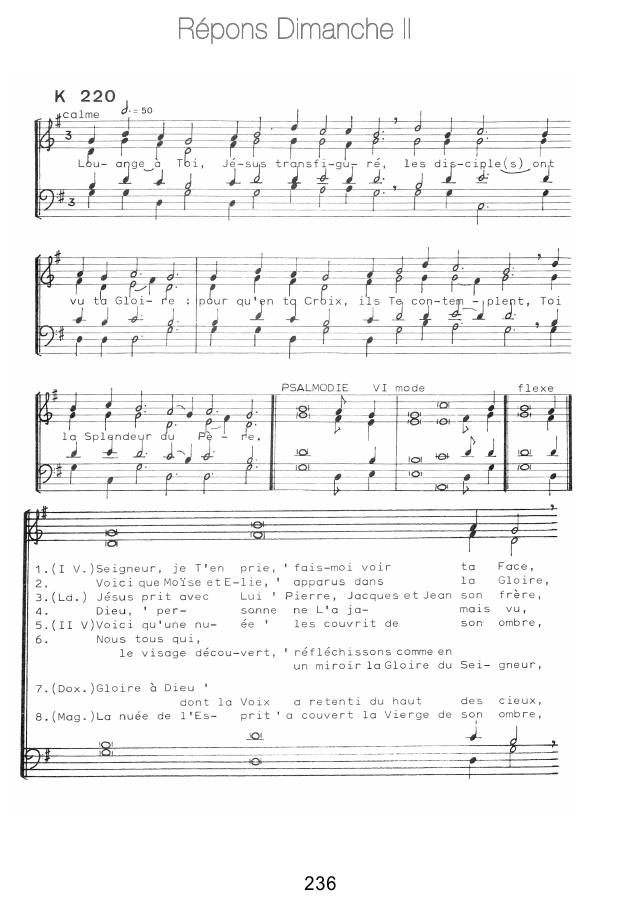 Répons Dimanche II
K 220
calme 𝅗𝅥. = 50
3
Lou-ange à Toi, Jé-sus transfi-gu-ré, les dis-ciple(s) ont
3
vu ta Gloi-re : pour qu'en ta Croix, ils Te con-tem-plent, Toi
PSALMODIE VI mode flexe
la Splendeur du Pè-re.
1.(I V.) Seigneur, je T'en prie, ' fais-moi voir ta Face,
2. Voici que Moïse et E-lie, ' apparus dans la Gloire,
3.(La.) Jésus prit avec Lui ' Pierre, Jacques et Jean son frère,
4. Dieu, ' per- sonne ne L'a ja- mais vu,
5.(II V) Voici qu'une nu- ée ' les couvrit de son ombre,
6. Nous tous qui,
le visage décou-vert, ' réfléchissons comme en
un miroir la Gloire du Sei-gneur,
7.(Dox.) Gloire à Dieu '
dont la Voix a retenti du haut des cieux,
8.(Mag.) La nuée de l'Es- prit ' a couvert la Vierge de son ombre,
236